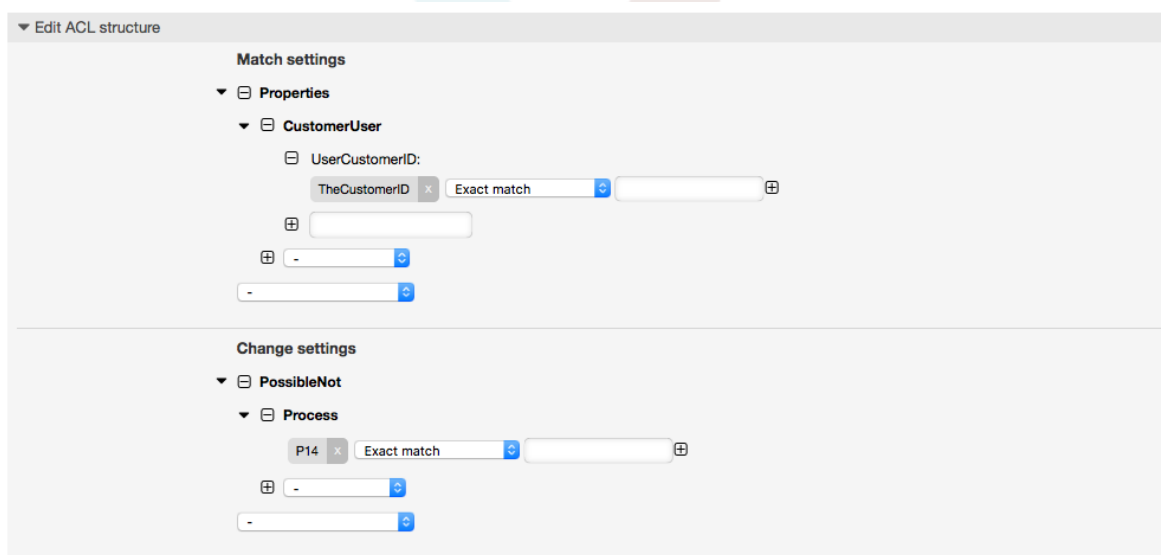 Edit ACL structure
Match settings
Properties
CustomerUser
UserCustomerID:
TheCustomerID x Exact match
-
-
Change settings
PossibleNot
Process
P14 x Exact match
-
-